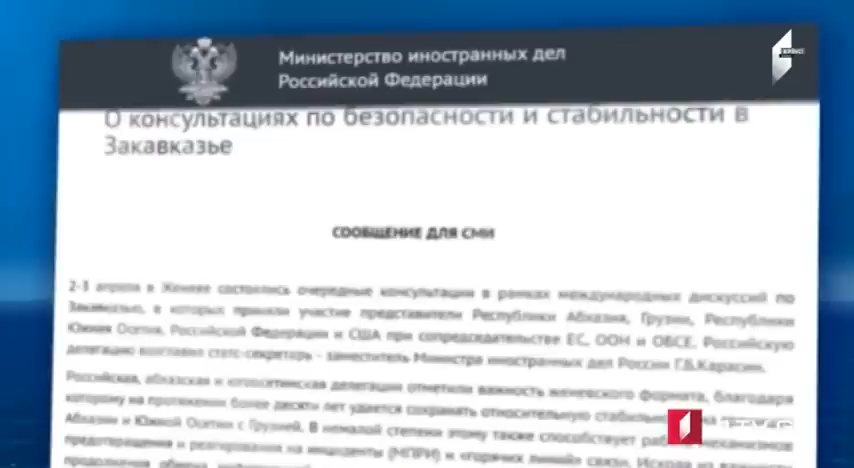 Министерство иностранных дел
Российской Федерации
О консультациях по безопасности и стабильности в
Закавказье
СООБЩЕНИЕ ДЛЯ СМИ
2-3 апреля в Женеве состоялись очередные консультации в рамках международных дискуссий по
Закавказью, в которых приняли участие представители Республики Абхазия, Грузии, Республики
Южная Осетия, Российской Федерации и США при сопредседательстве ЕС, ООН и ОБСЕ. Российскую
делегацию возглавил статс-секретарь - заместитель Министра иностранных дел России Г.Б.Карасин.
Российская, абхазская и югоосетинская делегации отметили важность женевского формата, благодаря
которому на протяжении более десяти лет удается сохранять относительную
Абхазии и Южной Осетии с Грузией. В немалой степени этому также способствует механизмов
предотвращения и реагирования на инциденты (МПРИ) и «горячих линий» связи. Исходя из
1TV.GE